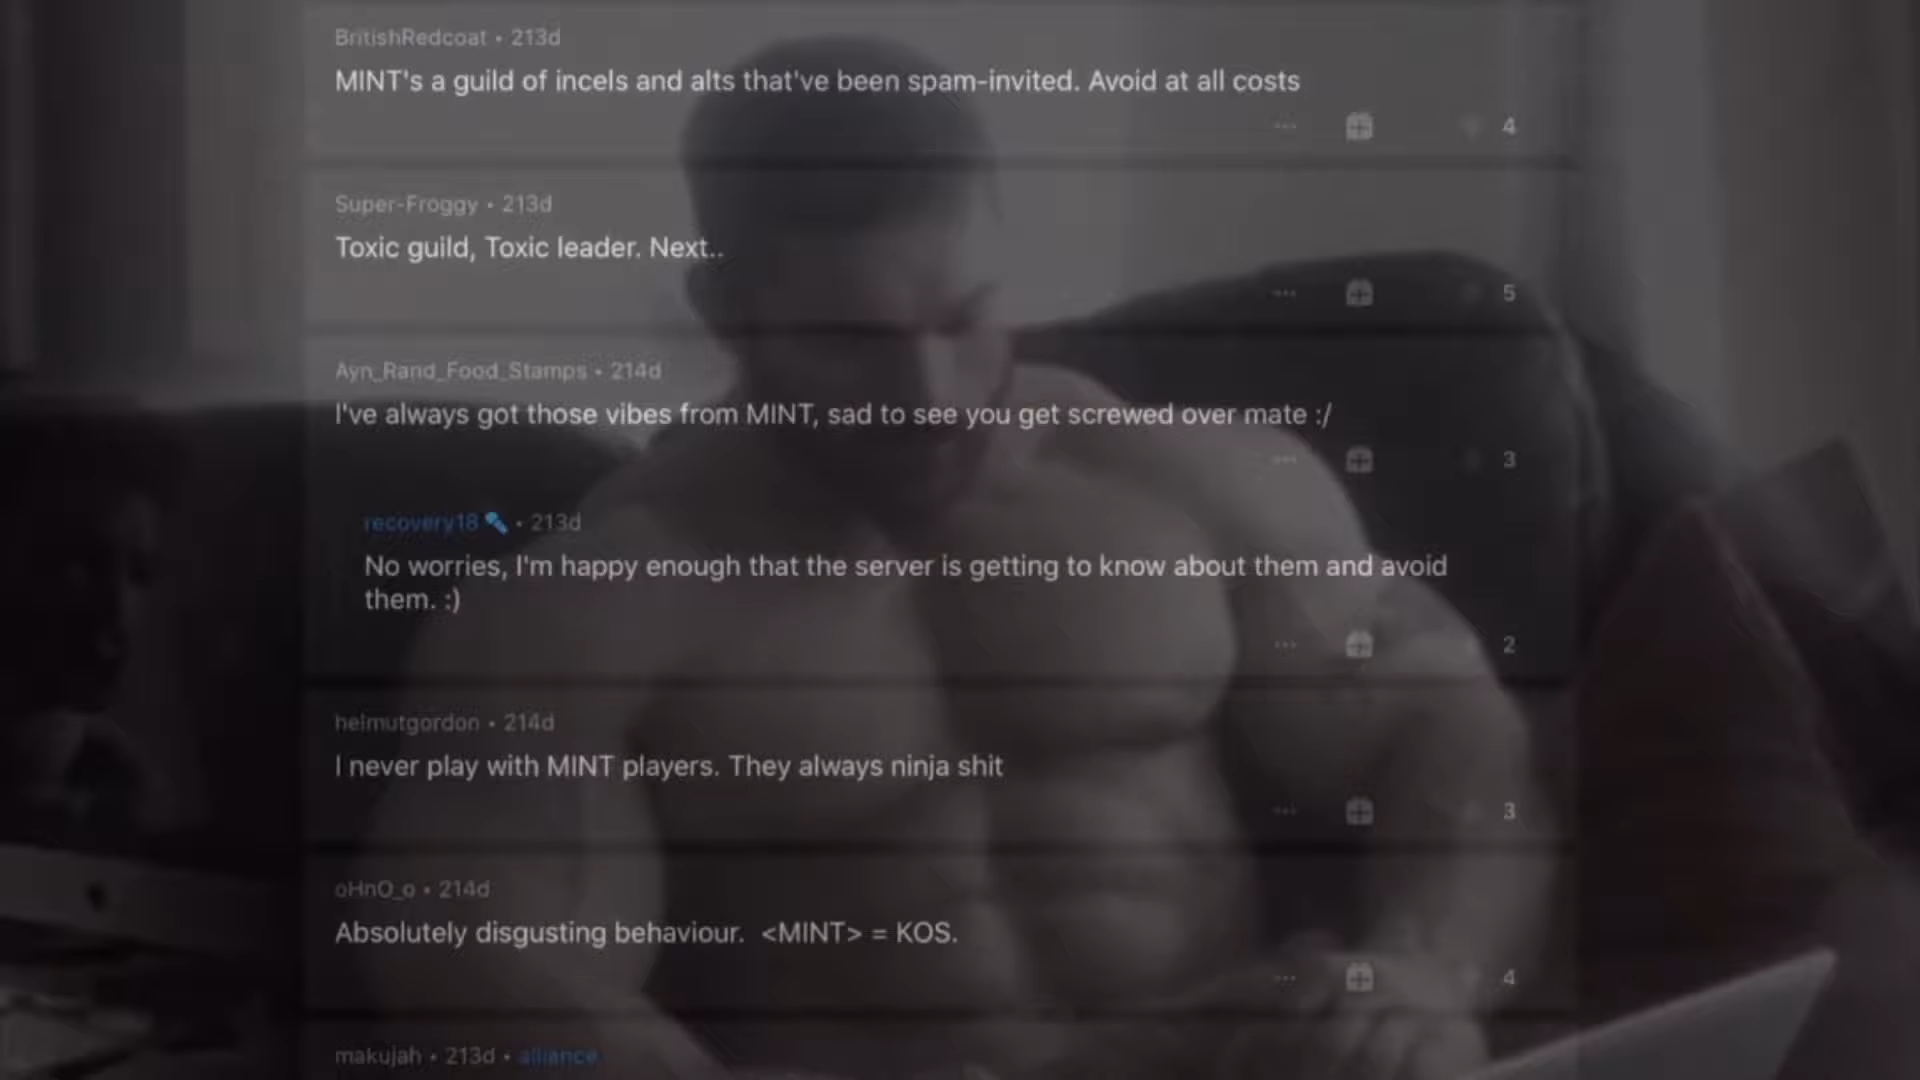 BritishRedcoat • 213d
MINT's a guild of incels and alts that've been spam-invited. Avoid at all costs
... 4
Super-Froggy • 213d
Toxic guild, Toxic leader. Next..
... 5
Ayn_Rand_Food_Stamps • 214d
I've always got those vibes from MINT, sad to see you get screwed over mate :/
... 3
recovery18 • 213d
No worries, I'm happy enough that the server is getting to know about them and avoid
them. :)
... 2
helmutgordon • 214d
I never play with MINT players. They always ninja shit
... 3
oHnO_o • 214d
Absolutely disgusting behaviour. <MINT> = KOS.
... 4
makujah • 213d • alliance